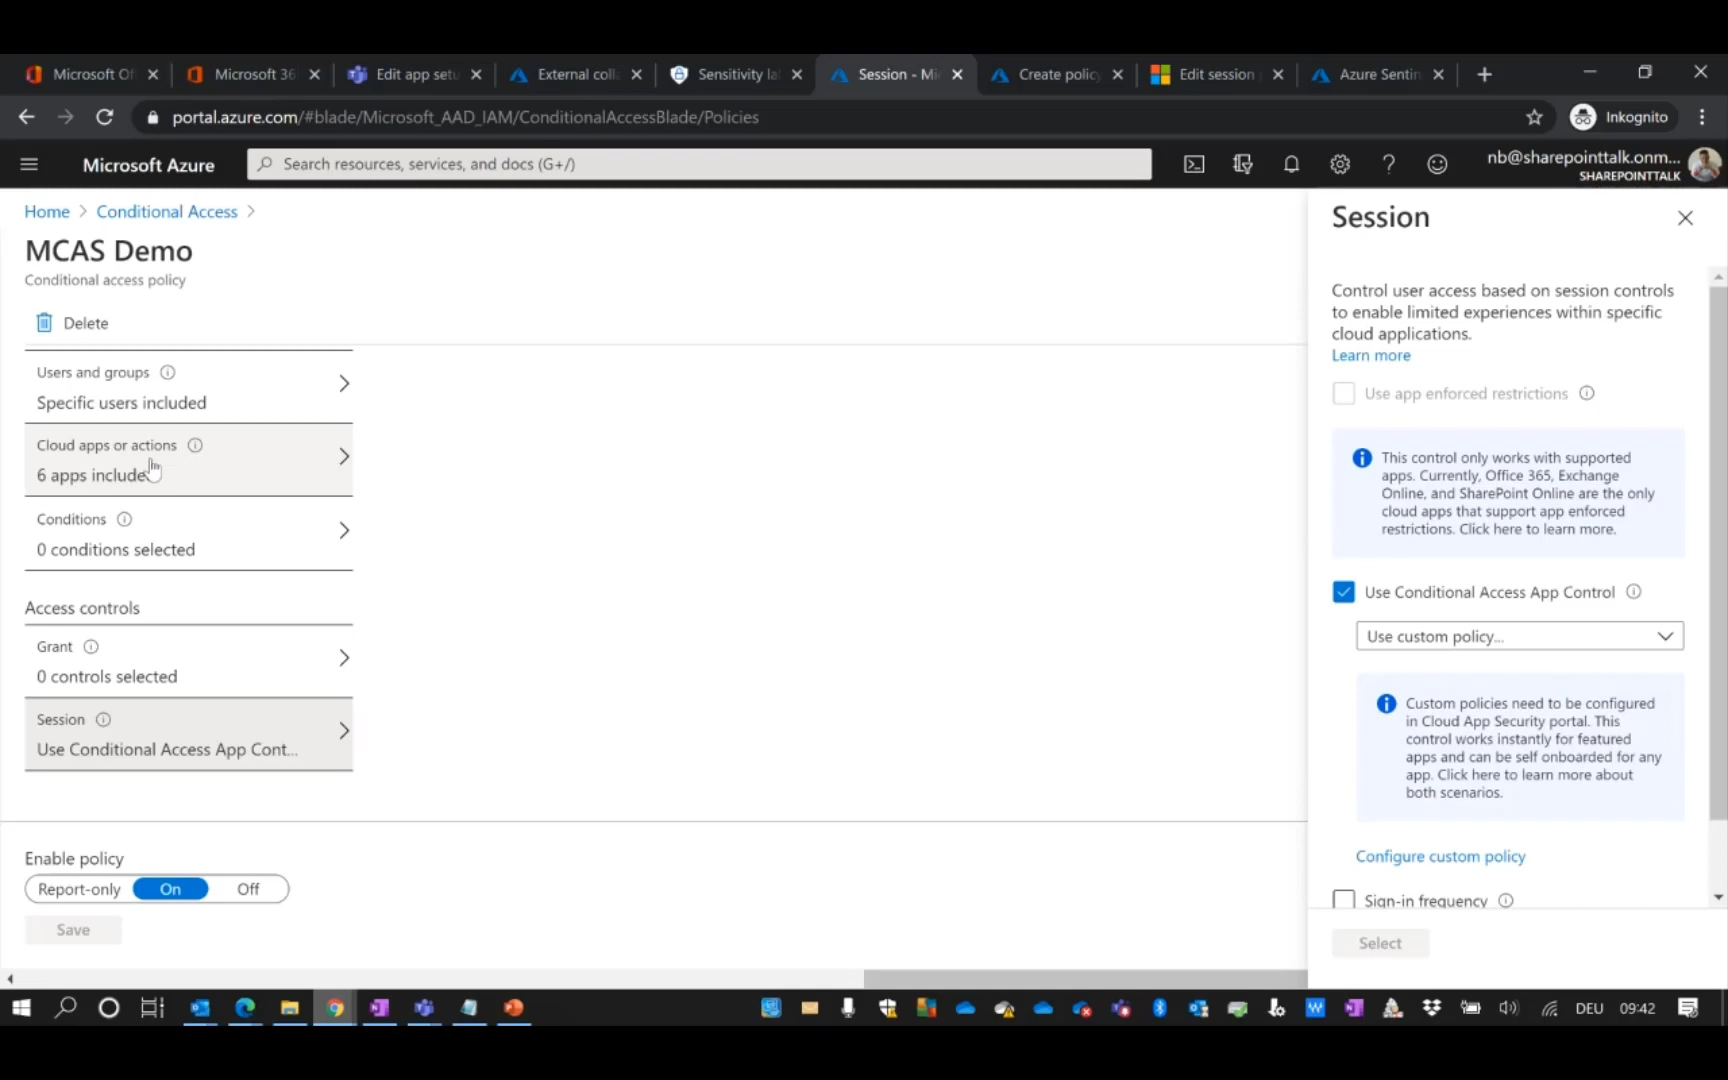 Microsoft Of
Microsoft 36
Edit app setu
External coll
Sensitivity la
Session - Mi
Create policy
Edit session
Azure Sentin
portal.azure.com/#blade/Microsoft_AAD_IAM/ConditionalAccessBlade/Policies
Inkognito
Microsoft Azure
Search resources, services, and docs (G+/)
nb@sharepointtalk.onm...
SHAREPOINTTALK
Home > Conditional Access >
MCAS Demo
Conditional access policy
Delete
Users and groups
Specific users included
Cloud apps or actions
6 apps include
Conditions
0 conditions selected
Access controls
Grant
0 controls selected
Session
Use Conditional Access App Cont...
Enable policy
Report-only On Off
Save
Session
Control user access based on session controls
to enable limited experiences within specific
cloud applications.
Learn more
Use app enforced restrictions
This control only works with supported
apps. Currently, Office 365, Exchange
Online, and SharePoint Online are the only
cloud apps that support app enforced
restrictions. Click here to learn more.
Use Conditional Access App Control
Use custom policy...
Custom policies need to be configured
in Cloud App Security portal. This
control works instantly for featured
apps and can be self onboarded for any
app. Click here to learn more about
both scenarios.
Configure custom policy
Sign-in frequency
Select
DEU 09:42